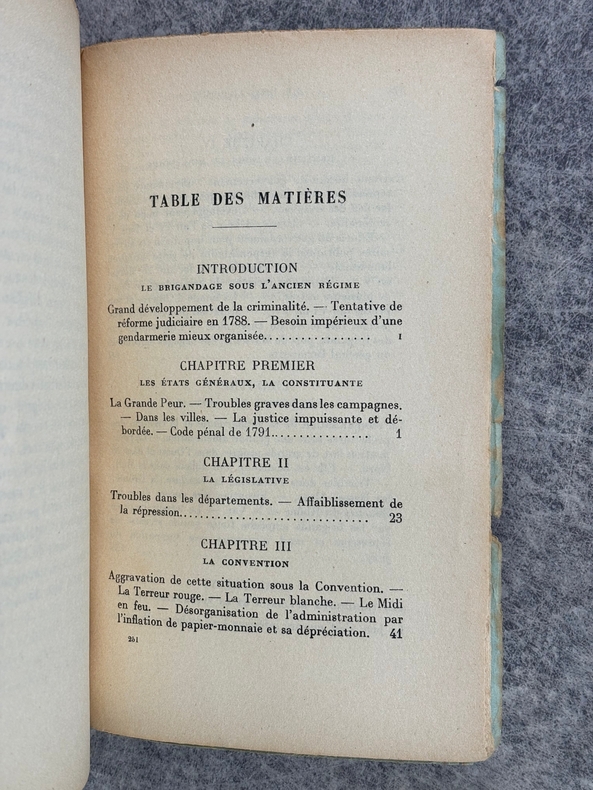 TABLE DES MATIÈRES
INTRODUCTION
LE BRIGANDAGE SOUS L'ANCIEN RÉGIME
Grand développement de la criminalité. — Tentative de
réforme judiciaire en 1788. — Besoin impérieux d'une
gendarmerie mieux organisée................. I
CHAPITRE PREMIER
LES ÉTATS GÉNÉRAUX, LA CONSTITUANTE
La Grande Peur. — Troubles graves dans les campagnes.
— Dans les villes. — La justice impuissante et dé-
bordée. — Code pénal de 1791............... 1
CHAPITRE II
LA LÉGISLATIVE
Troubles dans les départements. — Affaiblissement de
la répression.............................. 23
CHAPITRE III
LA CONVENTION
Aggravation de cette situation sous la Convention. —
La Terreur rouge. — La Terreur blanche. — Le Midi
en feu. — Désorganisation de l'administration par
l'inflation de papier-monnaie et sa dépréciation. 41
251